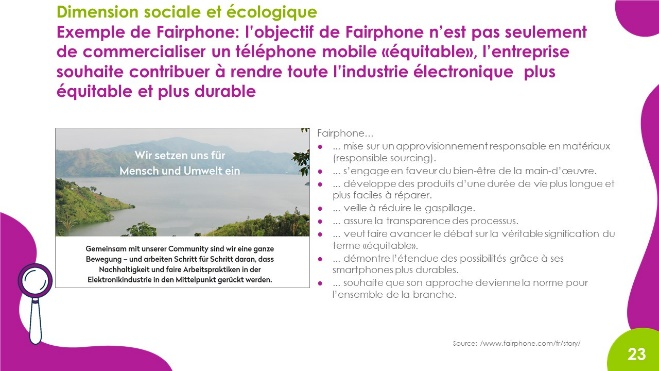 Dimension sociale et écologique
Exemple de Fairphone: l'objectif de Fairphone n'est pas seulement
de commercialiser un téléphone mobile «équitable», l'entreprise
souhaite contribuer à rendre toute l'industrie électronique plus
équitable et plus durable
Wir setzen uns für
Mensch und Umwelt ein
Gemeinsam mit unserer Community sind wir eine ganze
Bewegung – und arbeiten Schritt für Schritt daran, dass
Nachhaltigkeit und faire Arbeitspraktiken in der
Elektronikindustrie in den Mittelpunkt gerückt werden.
Fairphone…
● … mise sur un approvisionnement responsable en matériaux
(responsible sourcing).
● … s'engage en faveur du bien-être de la main-d'œuvre.
● … développe des produits d'une durée de vie plus longue et
plus faciles à réparer.
● … veille à réduire le gaspillage.
● … assure la transparence des processus.
● … veut faire avancer le débat sur la véritable signification du
terme «équitable».
● … démontre l'étendue des possibilités grâce à ses
smartphones plus durables.
● … souhaite que son approche devienne la norme pour
l'ensemble de la branche.
Source: /www.fairphone.com/fr/story/
23